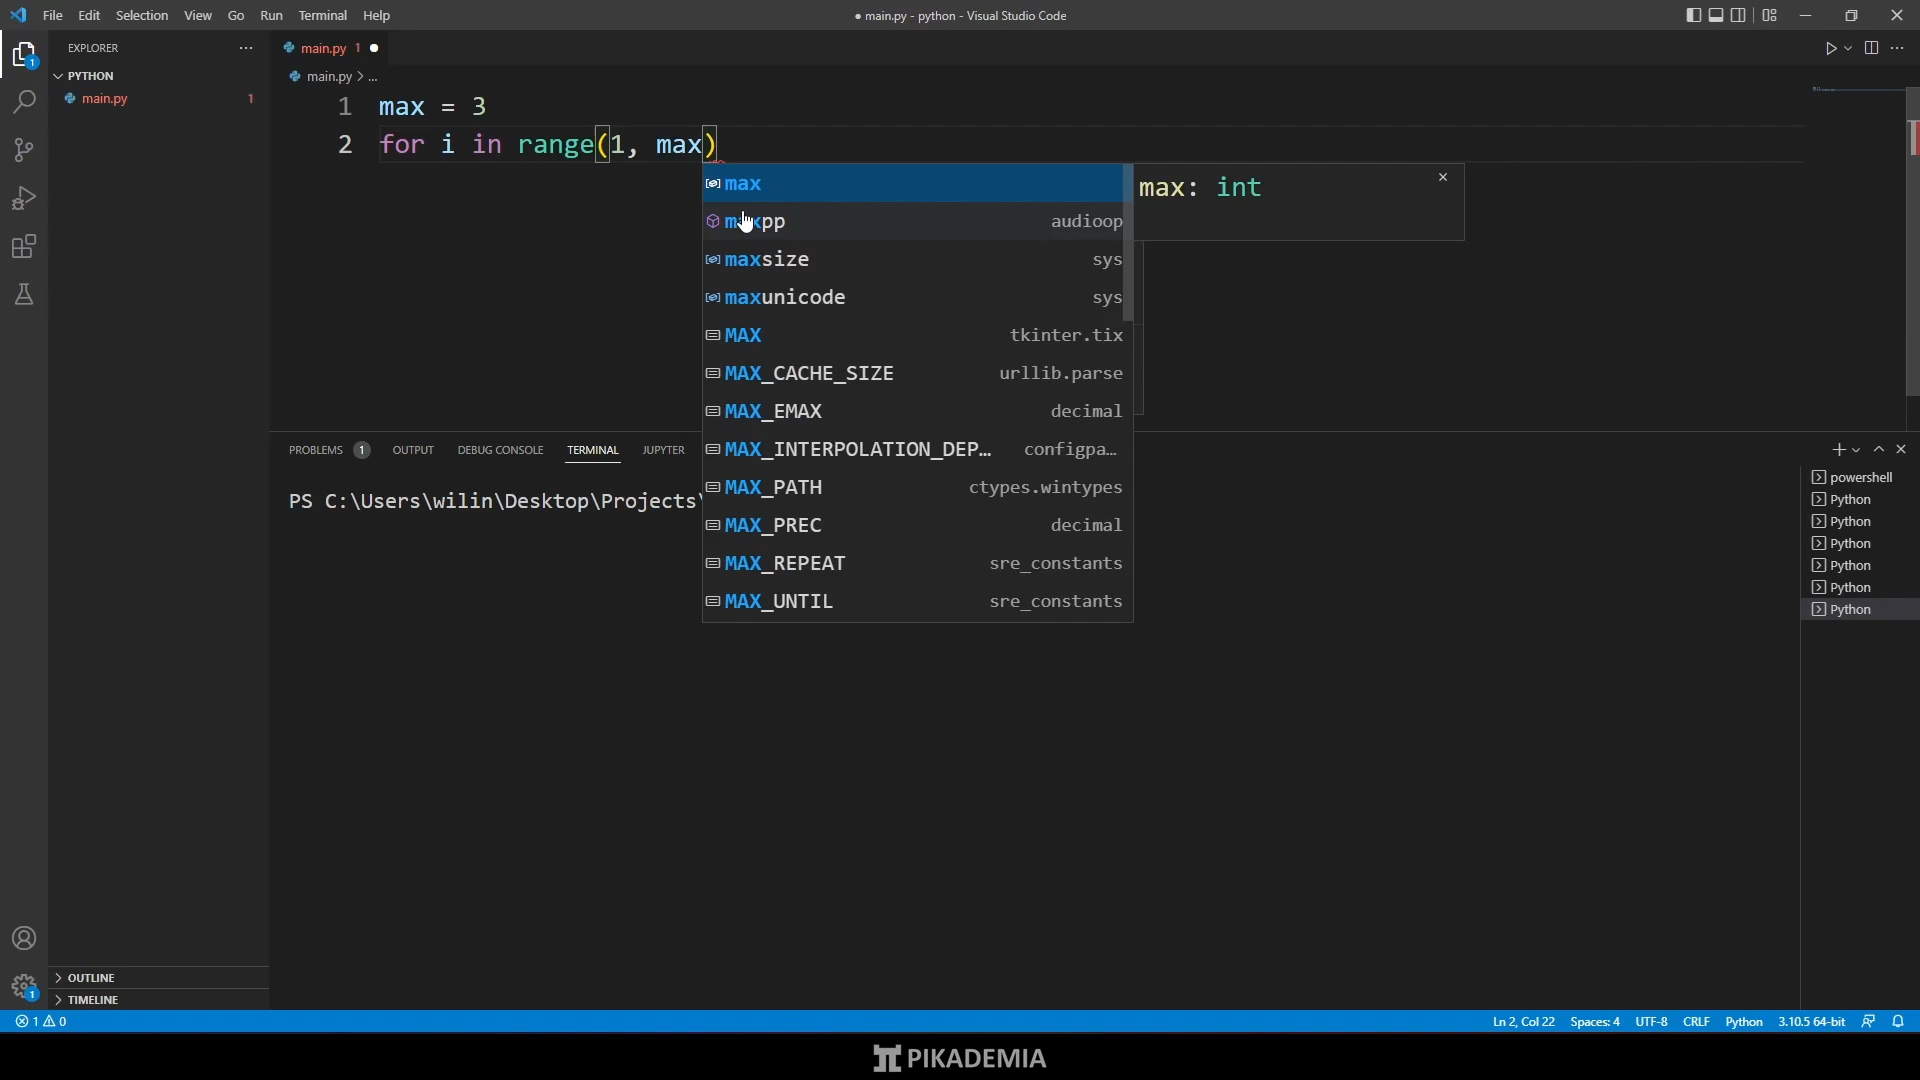 File Edit Selection View Go Run Terminal Help
● main.py - python - Visual Studio Code
EXPLORER
PYTHON
main.py 1
main.py 1
main.py > ...
1 max = 3
2 for i in range(1, max)
max
maxpp audioop
maxsize sys
maxunicode sys
MAX tkinter.tix
MAX_CACHE_SIZE urllib.parse
MAX_EMAX decimal
MAX_INTERPOLATION_DEP... configpa…
MAX_PATH ctypes.wintypes
MAX_PREC decimal
MAX_REPEAT sre_constants
MAX_UNTIL sre_constants
max: int
PROBLEMS 1 OUTPUT DEBUG CONSOLE TERMINAL JUPYTER
PS C:\Users\wilin\Desktop\Projects\
powershell
Python
Python
Python
Python
Python
Python
1
1
OUTLINE
TIMELINE
1 0
Ln 2, Col 22 Spaces: 4 UTF-8 CRLF Python 3.10.5 64-bit
PIKADEMIA